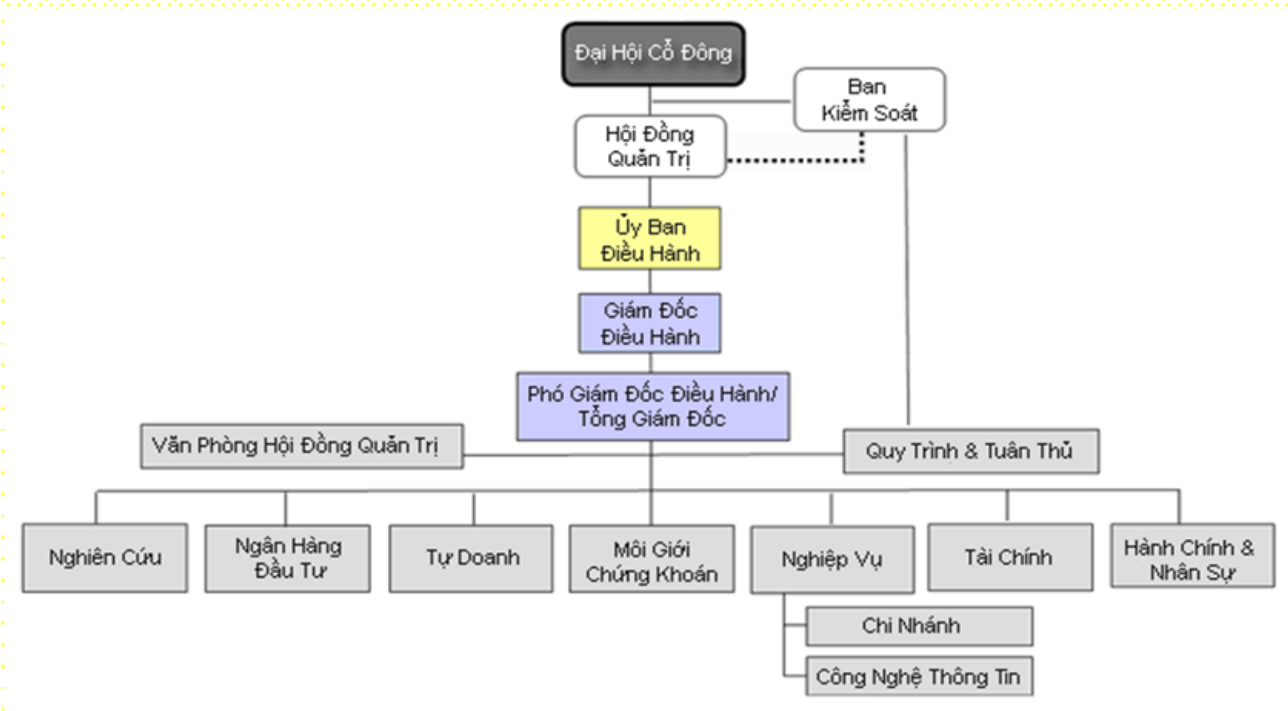 Đại Hội Cỗ Đông
Ban
Kiểm Soát
Hội Đồng
Quản Trị
Ủy Ban
Điều Hành
Giám Đốc
Điều Hành
Phó Giám Đốc Điều Hành/
Tổng Giám Đốc
Văn Phòng Hội Đồng Quản Trị
Quy Trình & Tuân Thủ
Nghiên Cứu
Ngân Hàng
Đầu Tư
Tự Doanh
Môi Giới
Chứng Khoán
Nghiệp Vụ
Tài Chính
Hành Chính &
Nhân Sự
Chi Nhánh
Công Nghệ Thông Tin